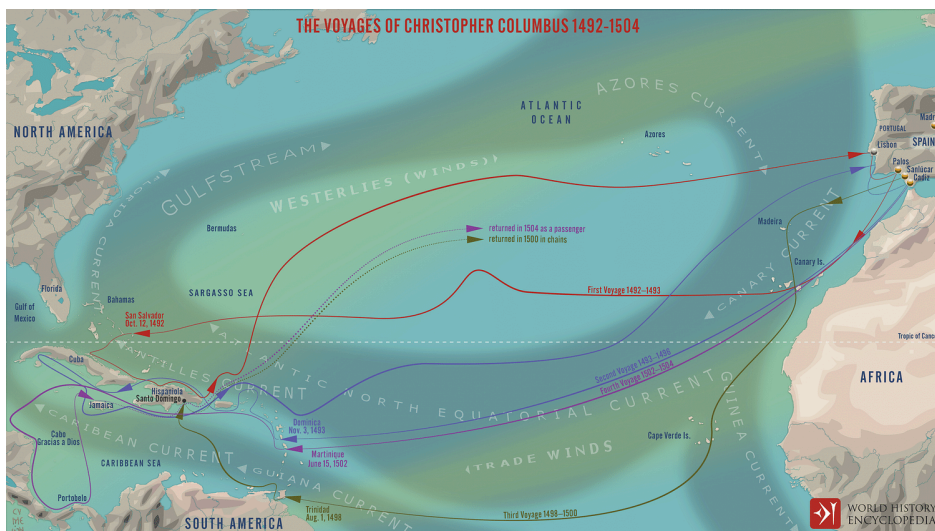 THE VOYAGES OF CHRISTOPHER COLUMBUS 1492-1504
NORTH AMERICA
ATLANTIC
OCEAN
AZORES CURRENT
Azores
PORTUGAL
SPAIN
Lisbon
Palos
Sanlúcar
Cadiz
GULFSTREAM
WESTERLIES (WINDS)
FLORIDA CURRENT
Bermudas
returned in 1504 as a passenger
returned in 1500 in chains
Madeira
Canary Is.
CANARY CURRENT
Florida
Gulf of
Mexico
Bahamas
SARGASSO SEA
First Voyage 1492-1493
San Salvador
Oct. 12, 1492
Cuba
ANTILLES CURRENT
ATLANTIC NORTH EQUATORIAL CURRENT
Second Voyage 1493-1496
Fourth Voyage 1502-1504
AFRICA
Hispaniola
Santo Domingo
Jamaica
Dominica
Nov. 3, 1493
Martinique
June 15, 1502
Cabo
Gracias a Dios
CARIBBEAN CURRENT
CARIBBEAN SEA
GUIANA CURRENT
(TRADE WINDS
Cape Verde Is.
GUINEAN CURRENT
Portobelo
Trinidad
Aug. 1, 1498
Third Voyage 1498-1500
SOUTH AMERICA
WORLD HISTORY
ENCYCLOPEDIA